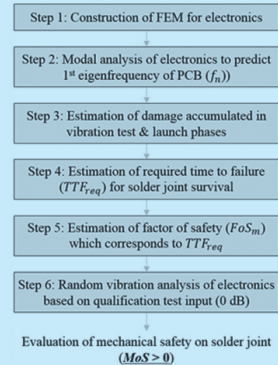 Step 1: Construction of FEM for electronics
Step 2: Modal analysis of electronics to predict
1st eigenfrequency of PCB (fₙ))
Step 3: Estimation of damage accumulated in
vibration test & launch phases
Step 4: Estimation of required time to failure
(TTF_req) for solder joint survival
Step 5: Estimation of factor of safety (FoS_m)
which corresponds to TTF_req
Step 6: Random vibration analysis of electronics
based on qualification test input (0 dB)
Evaluation of mechanical safety on solder joint
(MoS > 0)